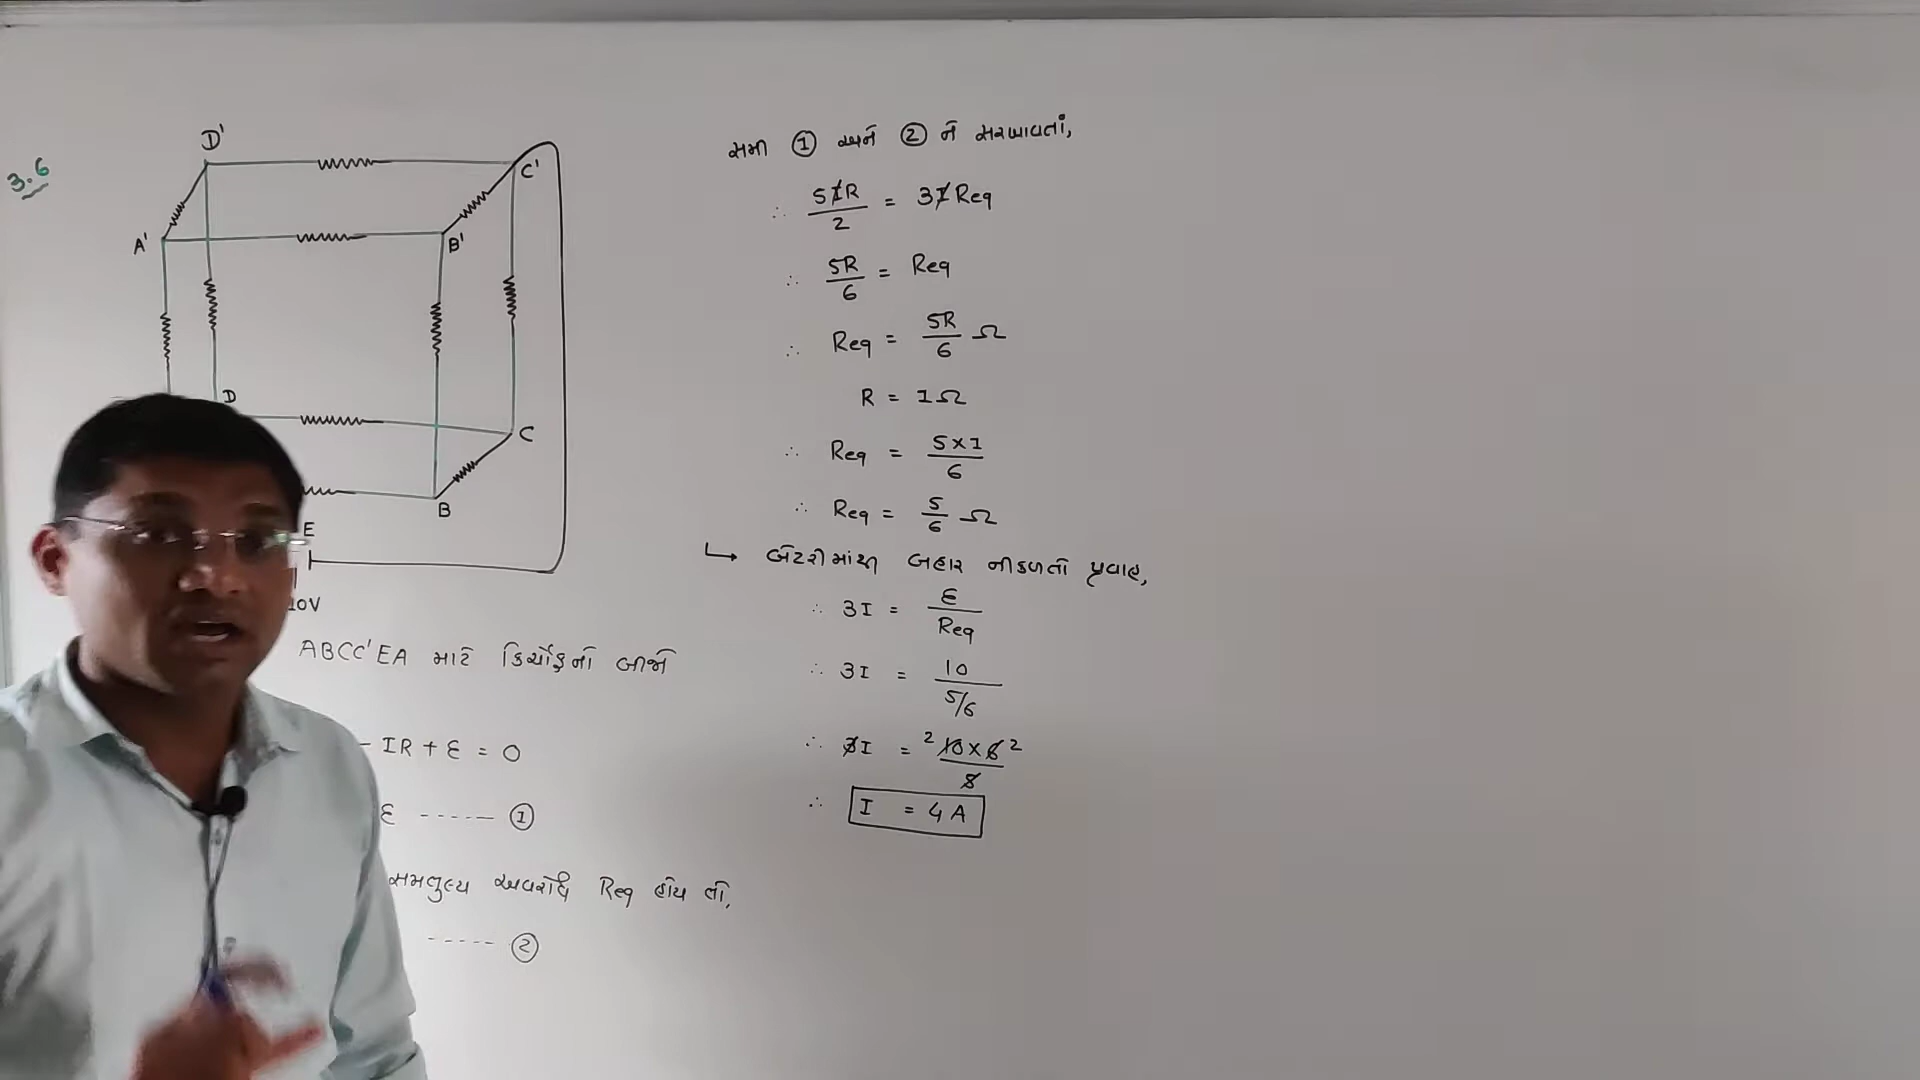 3.6
D'
C'
A'
B'
D
C
B
E
10V
ABCC'EA માટે કિર્ચોફનો બીજો
- IR + ε = 0
ε ------ ①
સમતુલ્ય અવરોધ Req હોય તો,
----- ②
સમી ① અને ② ને સરખાવતાં,
∴ 5IR/2 = 3IReq
∴ 5R/6 = Req
∴ Req = 5R/6 Ω
R = 1Ω
∴ Req = 5×1/6
∴ Req = 5/6 Ω
↳ બેટરીમાંથી બહાર નીકળતો પ્રવાહ,
∴ 3I = ε/Req
∴ 3I = 10/5/6
∴ 3I = 2 10×6 2/5
∴ I = 4A